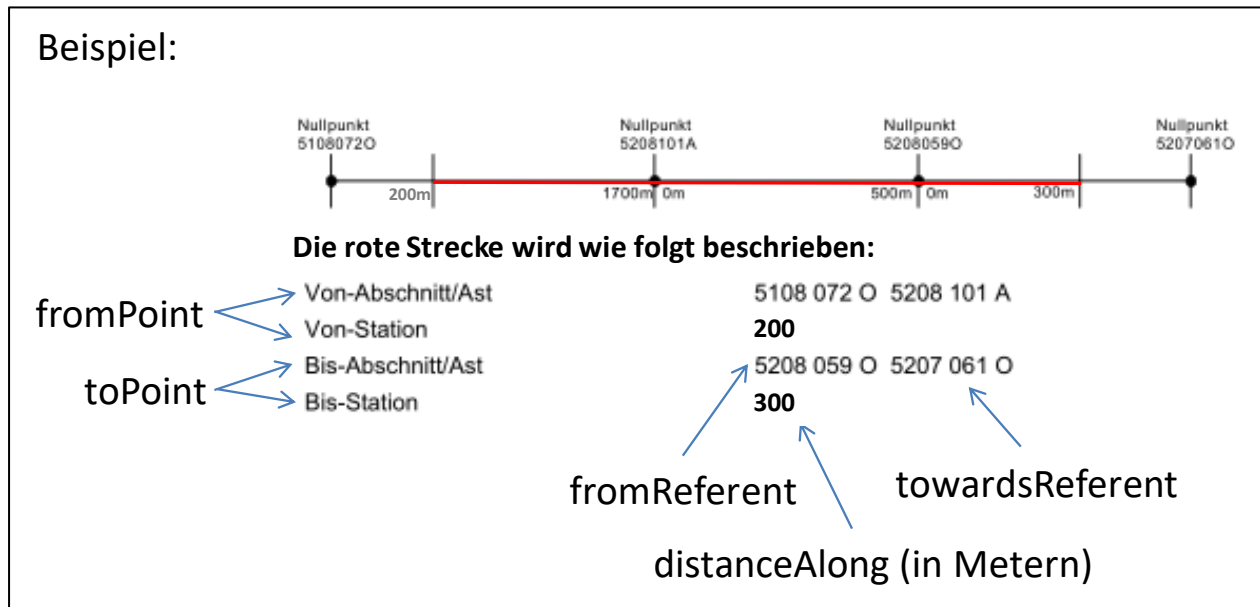 Beispiel:
Nullpunkt Nullpunkt Nullpunkt Nullpunkt
5108072O 5208101A 5208059O 5207061O
200m 1700m 0m 500m 0m 300m
Die rote Strecke wird wie folgt beschrieben:
Von-Abschnitt/Ast 5108 072 O 5208 101 A
fromPoint
Von-Station 200
Bis-Abschnitt/Ast 5208 059 O 5207 061 O
toPoint
Bis-Station 300
fromReferent towardsReferent
distanceAlong (in Metern)